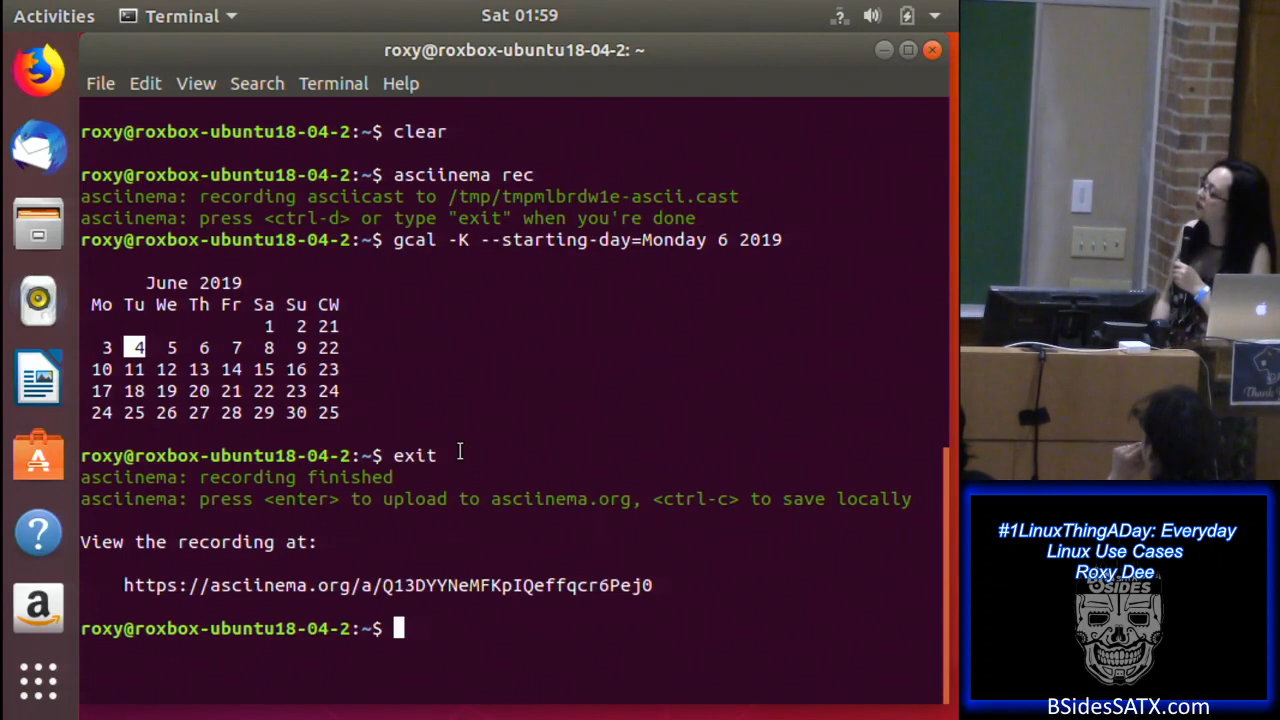 Activities
Terminal
Sat 01:59
?
roxy@roxbox-ubuntu18-04-2: ~
File Edit View Search Terminal Help
roxy@roxbox-ubuntu18-04-2:~$ clear
roxy@roxbox-ubuntu18-04-2:~$ asciinema rec
asciinema: recording asciicast to /tmp/tmpmlbrdw1e-ascii.cast
asciinema: press <ctrl-d> or type "exit" when you're done
roxy@roxbox-ubuntu18-04-2:~$ gcal -K --starting-day=Monday 6 2019
June 2019
Mo Tu We Th Fr Sa Su CW
1 2 21
3 4 5 6 7 8 9 22
10 11 12 13 14 15 16 23
17 18 19 20 21 22 23 24
24 25 26 27 28 29 30 25
roxy@roxbox-ubuntu18-04-2:~$ exit
asciinema: recording finished
asciinema: press <enter> to upload to asciinema.org, <ctrl-c> to save locally
View the recording at:
https://asciinema.org/a/Q13DYYNeMFKpIQeffqcr6Pej0
roxy@roxbox-ubuntu18-04-2:~$
Thank
#1LinuxThingADay: Everyday
Linux Use Cases
Roxy Dee
BSIDES
BSidesSATX.com